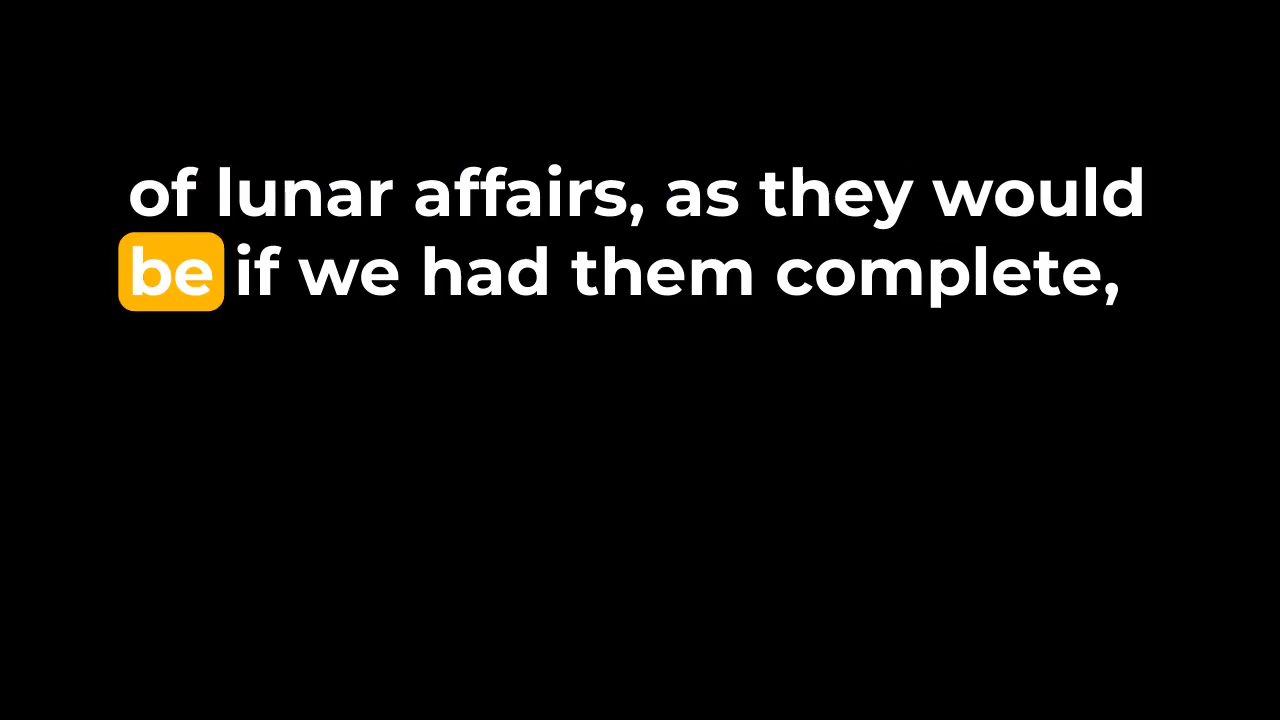 of lunar affairs, as they would
be if we had them complete,